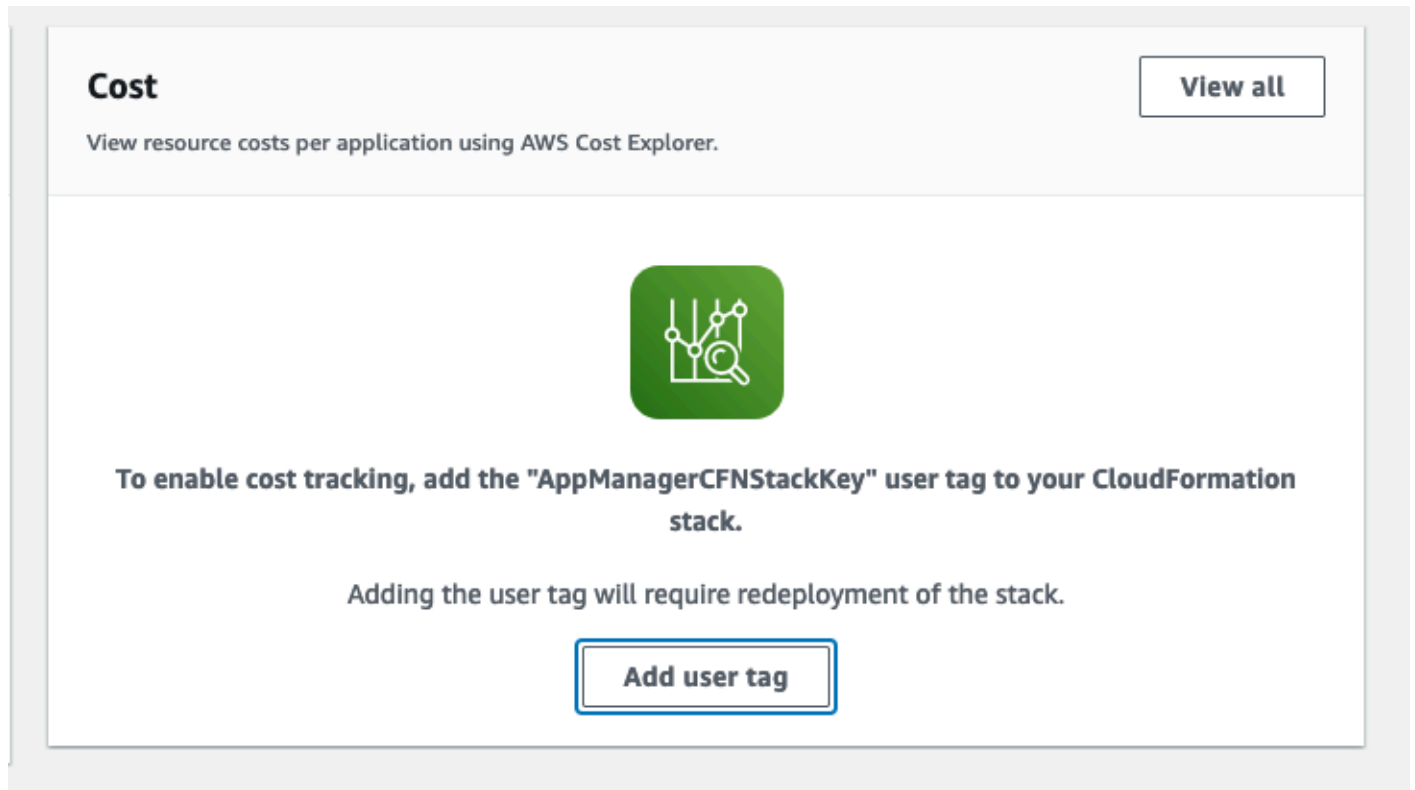 Cost
View all
View resource costs per application using AWS Cost Explorer.
To enable cost tracking, add the "AppManagerCFNStackKey" user tag to your CloudFormation
stack.
Adding the user tag will require redeployment of the stack.
Add user tag